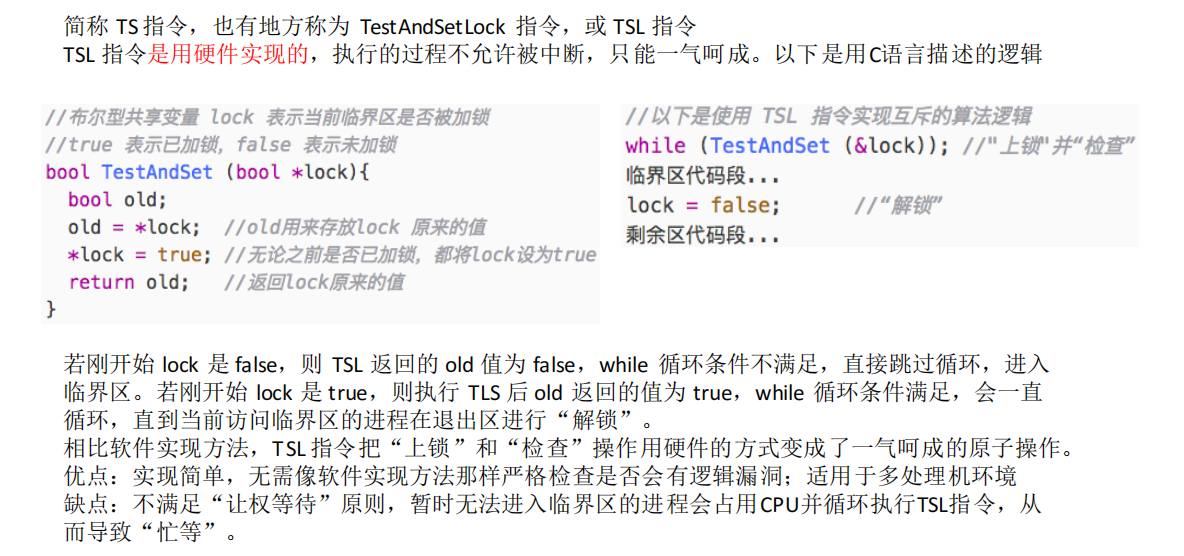 简称 TS 指令，也有地方称为 TestAndSetLock 指令，或 TSL 指令
TSL 指令是用硬件实现的，执行的过程不允许被中断，只能一气呵成。以下是用C语言描述的逻辑
//布尔型共享变量 lock 表示当前临界区是否被加锁
//true 表示已加锁，false 表示未加锁
bool TestAndSet (bool *lock){
bool old;
old = *lock; //old用来存放lock 原来的值
*lock = true; //无论之前是否已加锁，都将lock设为true
return old; //返回lock原来的值
}
//以下是使用 TSL 指令实现互斥的算法逻辑
while (TestAndSet (&lock)); //"上锁"并“检查”
临界区代码段...
lock = false; //“解锁”
剩余区代码段...
若刚开始 lock 是 false，则 TSL 返回的 old 值为 false，while 循环条件不满足，直接跳过循环，进入
临界区。若刚开始 lock 是 true，则执行 TLS 后 old 返回的值为 true，while 循环条件满足，会一直
循环，直到当前访问临界区的进程在退出区进行“解锁”。
相比软件实现方法，TSL 指令把“上锁”和“检查”操作用硬件的方式变成了一气呵成的原子操作。
优点：实现简单，无需像软件实现方法那样严格检查是否会有逻辑漏洞；适用于多处理机环境
缺点：不满足“让权等待”原则，暂时无法进入临界区的进程会占用CPU并循环执行TSL指令，从
而导致“忙等”。